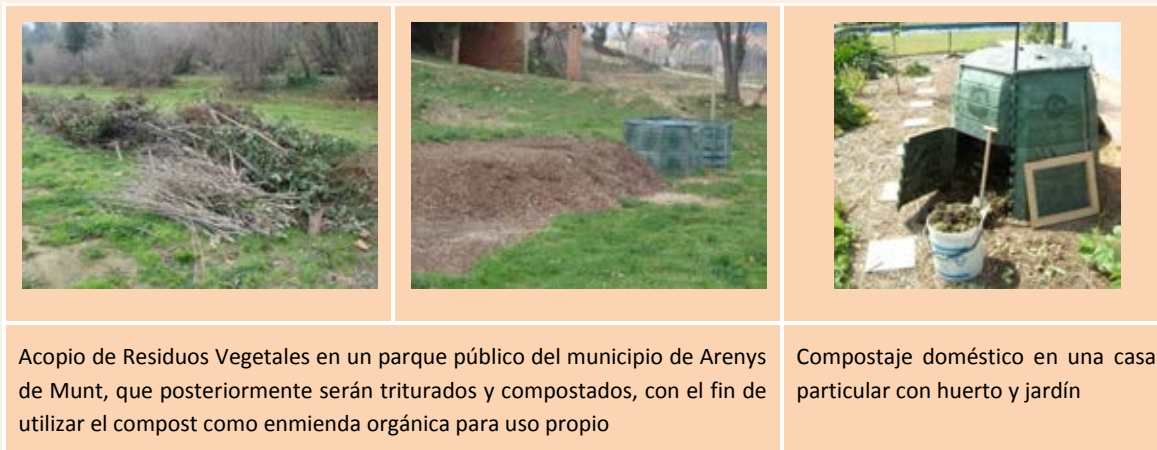 Acopio de Residuos Vegetales en un parque público del municipio de Arenys
de Munt, que posteriormente serán triturados y compostados, con el fin de
utilizar el compost como enmienda orgánica para uso propio
Compostaje doméstico en una casa
particular con huerto y jardín